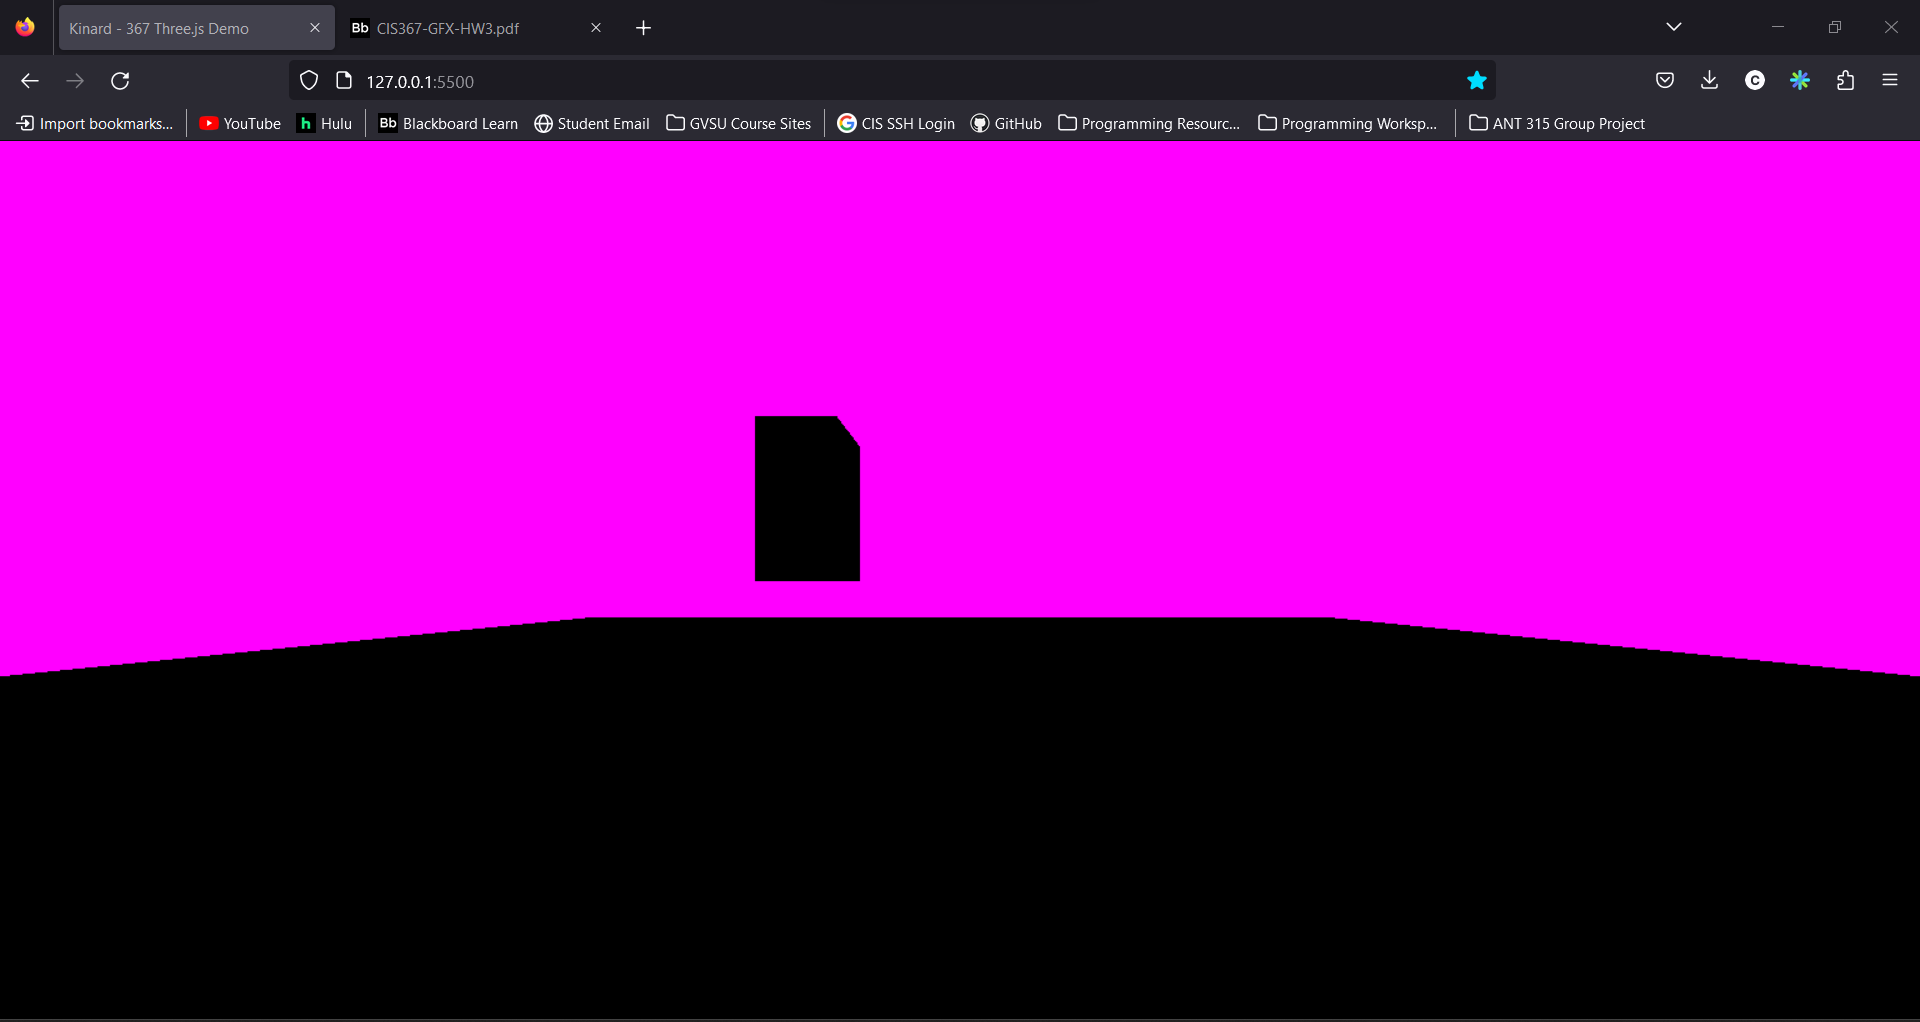 Kinard - 367 Three.js Demo
Bb CIS367-GFX-HW3.pdf
127.0.0.1:5500
C
Import bookmarks... YouTube h Hulu Bb Blackboard Learn Student Email GVSU Course Sites G CIS SSH Login GitHub Programming Resourc... Programming Worksp... ANT 315 Group Project